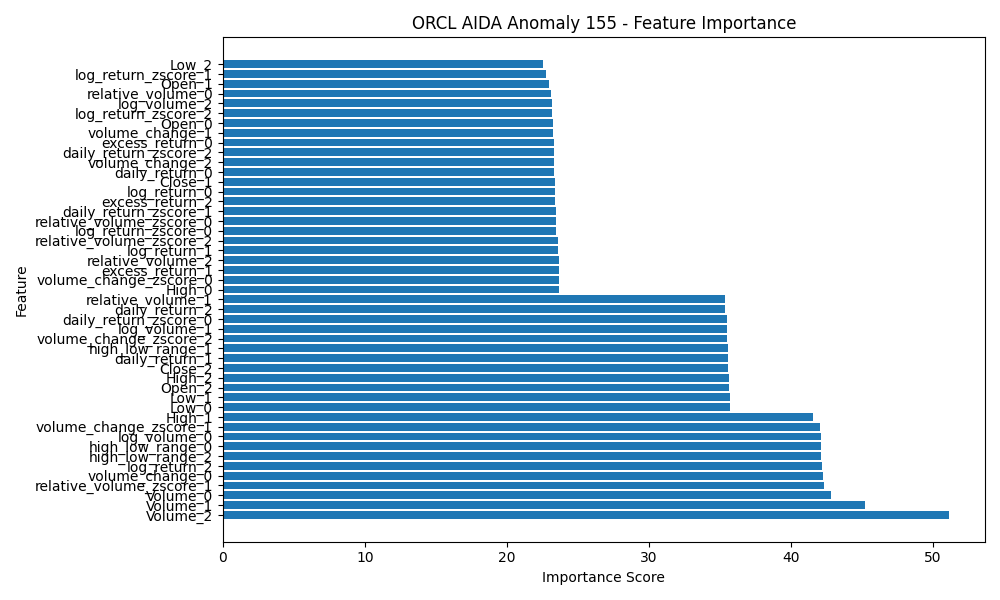 ORCL AIDA Anomaly 155 - Feature Importance
Low_2
log_return_zscore_1
Open_1
relative_volume_0
log_volume_2
log_return_zscore_2
Open_0
volume_change_1
excess_return_0
daily_return_zscore_2
volume_change_2
daily_return_0
Close_1
log_return_0
excess_return_2
daily_return_zscore_1
relative_volume_zscore_0
log_return_zscore_0
relative_volume_zscore_2
log_return_1
relative_volume_2
excess_return_1
volume_change_zscore_0
High_0
relative_volume_1
daily_return_2
daily_return_zscore_0
log_volume_1
volume_change_zscore_2
high_low_range_1
daily_return_1
Close_2
High_2
Open_2
Low_1
Low_0
High_1
volume_change_zscore_1
log_volume_0
high_low_range_0
high_low_range_2
log_return_2
volume_change_0
relative_volume_zscore_1
Volume_0
Volume_1
Volume_2
Feature
0 10 20 30 40 50
Importance Score